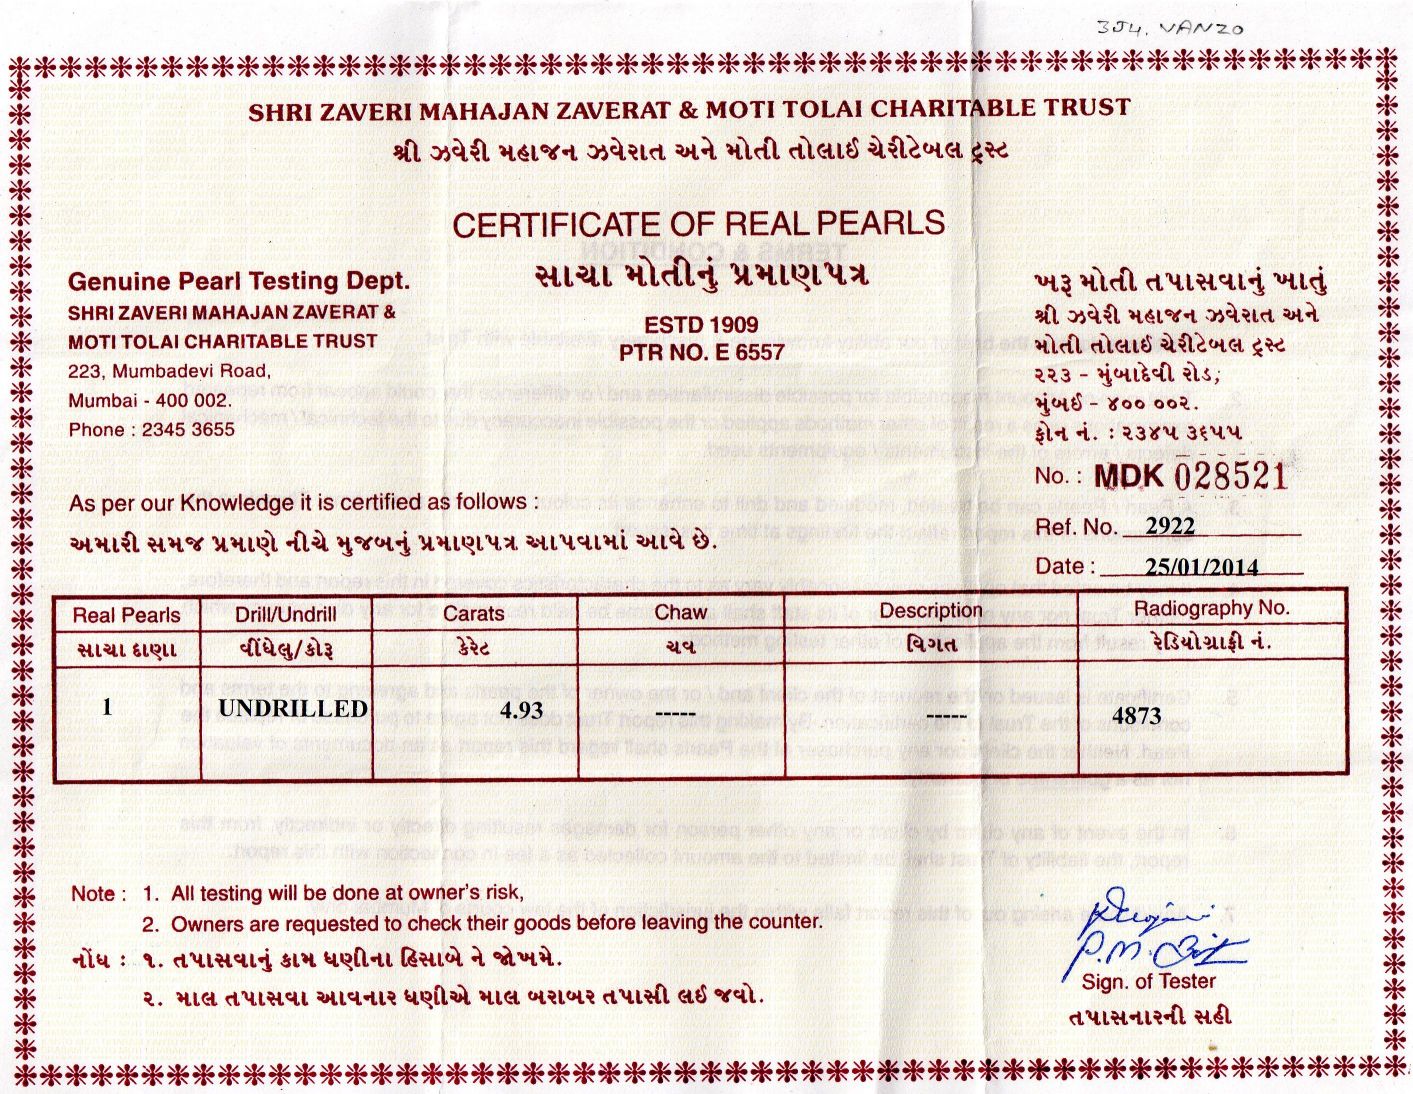 3J4. VANZO
SHRI ZAVERI MAHAJAN ZAVERAT & MOTI TOLAI CHARITABLE TRUST
શ્રી ઝવેરી મહાજન ઝવેરાત અને મોતી તોલાઈ ચેરીટેબલ ટ્રસ્ટ
CERTIFICATE OF REAL PEARLS
સાચા મોતીનું પ્રમાણપત્ર
ESTD 1909
PTR NO. E 6557
Genuine Pearl Testing Dept.
SHRI ZAVERI MAHAJAN ZAVERAT &
MOTI TOLAI CHARITABLE TRUST
223, Mumbadevi Road,
Mumbai - 400 002.
Phone : 2345 3655
ખરૂ મોતી તપાસવાનું ખાતું
શ્રી ઝવેરી મહાજન ઝવેરાત અને
મોતી તોલાઈ ચેરીટેબલ ટ્રસ્ટ
૨૨૩ - મુંબાદેવી રોડ,
મુંબઈ - ૪૦૦ ૦૦૨.
ફોન નં. : ૨૩૪૫ ૩૬૫૫
No. : MDK 028521
Ref. No. 2922
Date : 25/01/2014
As per our Knowledge it is certified as follows :
અમારી સમજ પ્રમાણે નીચે મુજબનું પ્રમાણપત્ર આપવામાં આવે છે.
Real Pearls Drill/Undrill Carats Chaw Description Radiography No.
સાચા દાણા વીંધેલુ/કોરૂ કેરેટ ચવ વિગત રેડિયોગ્રાફી નં.
1 UNDRILLED 4.93 ----- ----- 4873
Note : 1. All testing will be done at owner's risk,
2. Owners are requested to check their goods before leaving the counter.
નોંધ : ૧. તપાસવાનું કામ ધણીના હિસાબે ને જોખમે.
૨. માલ તપાસવા આવનાર ધણીએ માલ બરાબર તપાસી લઈ જવો.
Sign. of Tester
તપાસનારની સહી